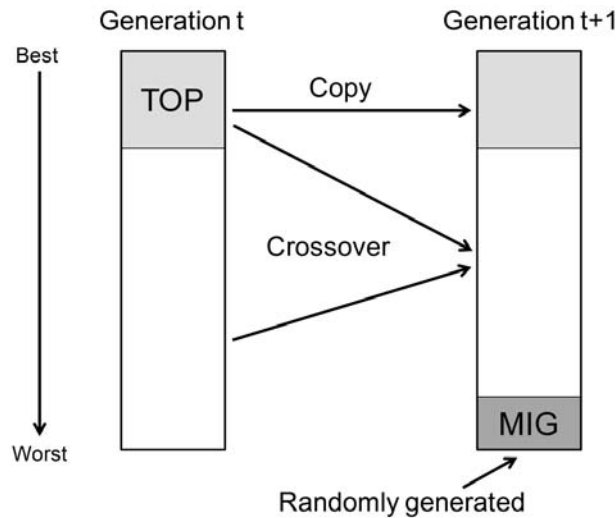 Generation t
Generation t+1
Best
TOP
Copy
Crossover
MIG
Worst
Randomly generated